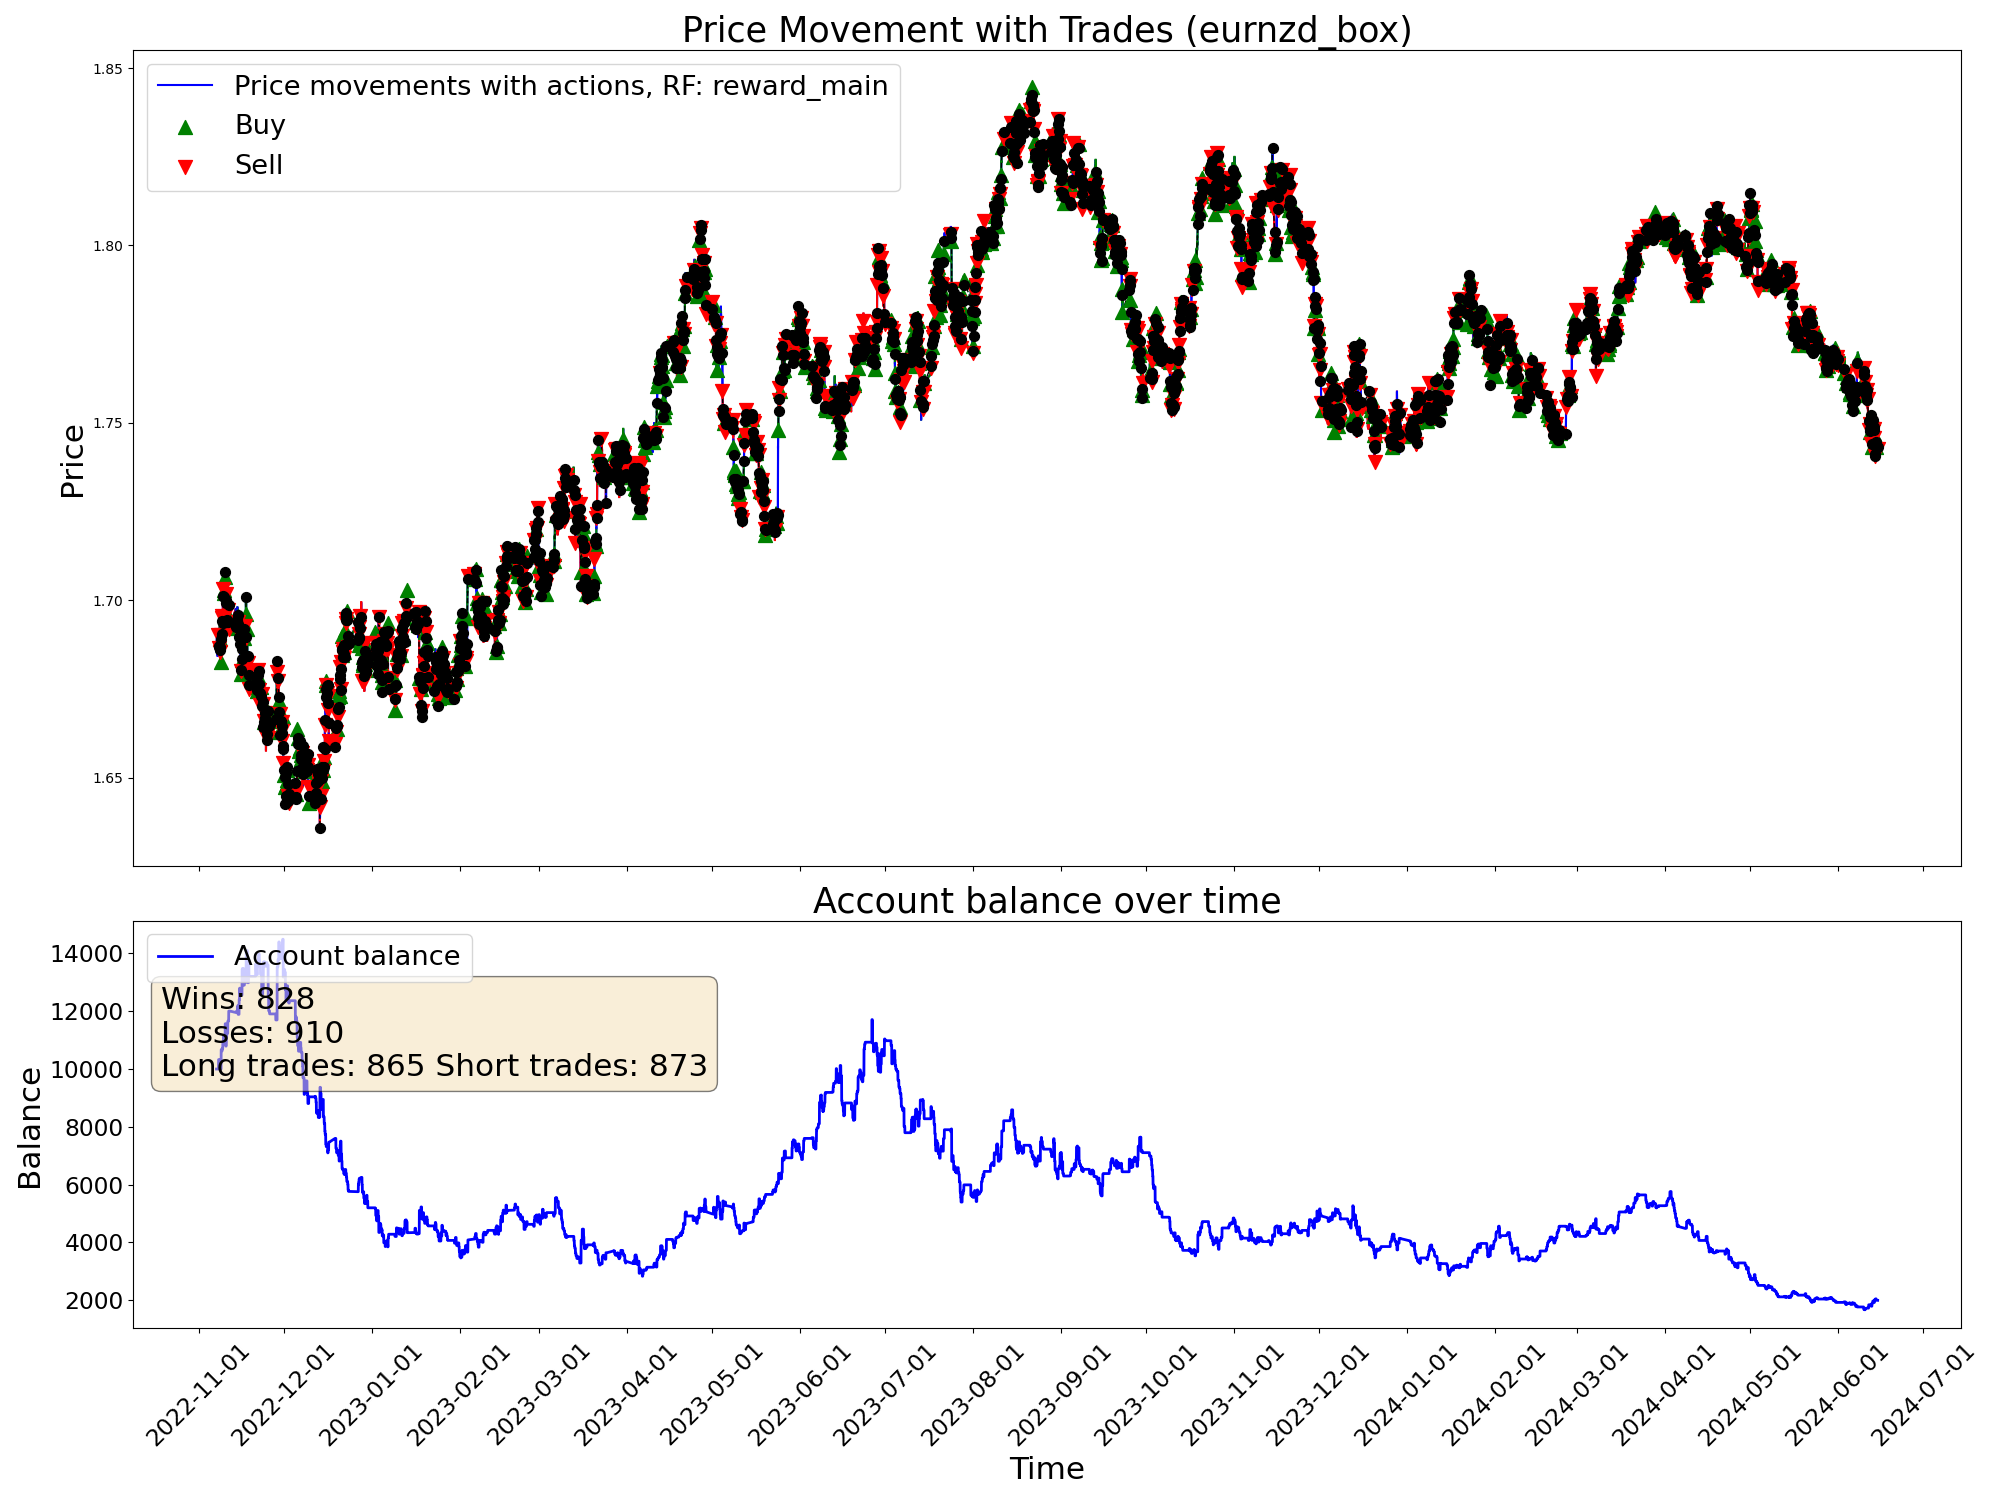 Price Movement with Trades (eurnzd_box)
Price movements with actions, RF: reward_main
Buy
Sell
Price
1.85
1.80
1.75
1.70
1.65
Account balance over time
Account balance
Wins: 828
Losses: 910
Long trades: 865 Short trades: 873
Balance
14000
12000
10000
8000
6000
4000
2000
2022-11-01
2022-12-01
2023-01-01
2023-02-01
2023-03-01
2023-04-01
2023-05-01
2023-06-01
2023-07-01
2023-08-01
2023-09-01
2023-10-01
2023-11-01
2023-12-01
2024-01-01
2024-02-01
2024-03-01
2024-04-01
2024-05-01
2024-06-01
2024-07-01
Time